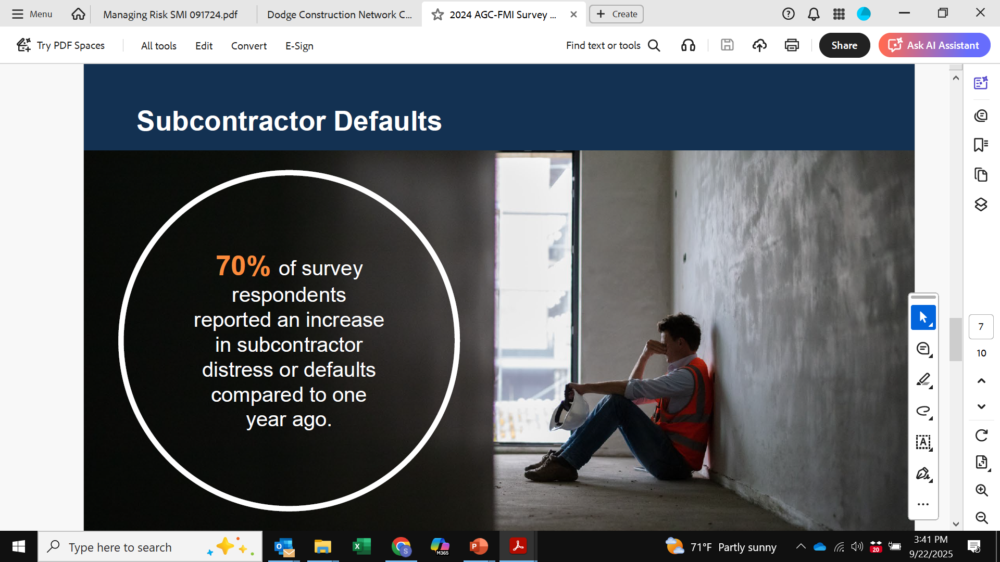 Menu
Managing Risk SMI 091724.pdf
Dodge Construction Network C...
2024 AGC-FMI Survey ...
Create
Try PDF Spaces
All tools
Edit
Convert
E-Sign
Find text or tools
Share
Ask AI Assistant
Subcontractor Defaults
70% of survey
respondents
reported an increase
in subcontractor
distress or defaults
compared to one
year ago.
7
10
A
Type here to search
X
S
M365
P
20
71°F Partly sunny
3:41 PM
9/22/2025